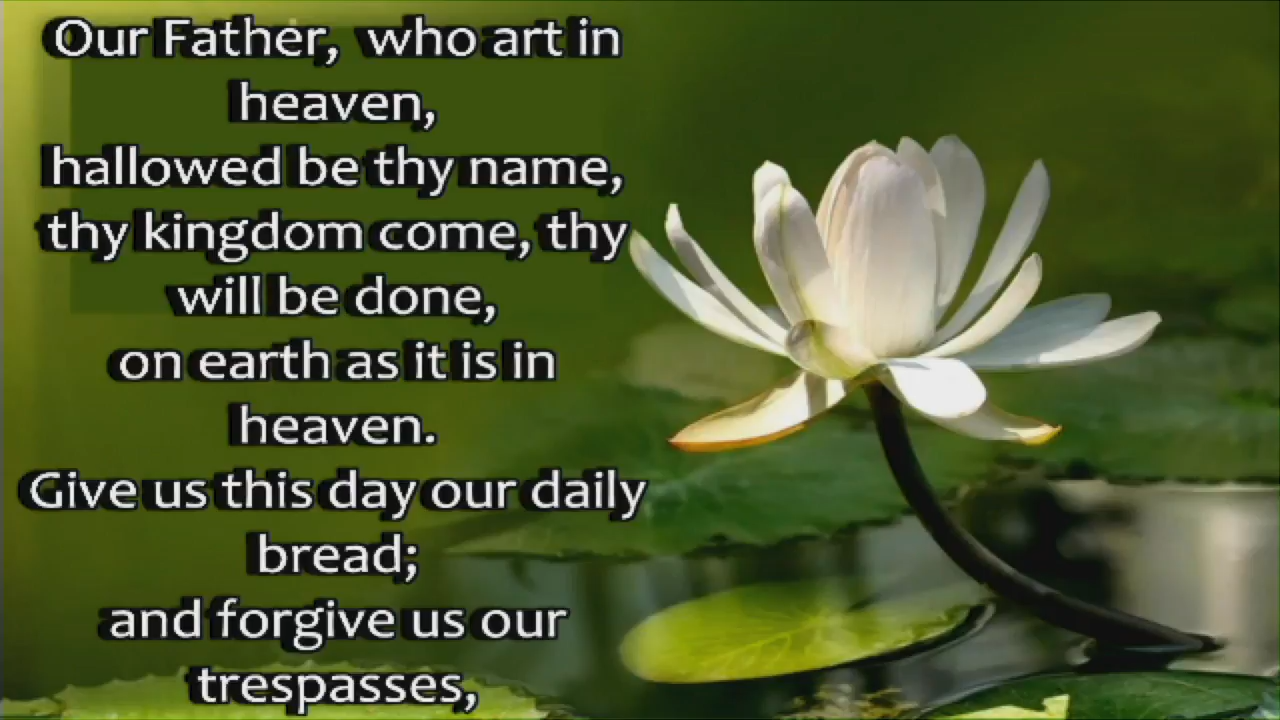 Our Father, who art in
heaven,
hallowed be thy name,
thy kingdom come, thy
will be done,
on earth as it is in
heaven.
Give us this day our daily
bread;
and forgive us our
trespasses,